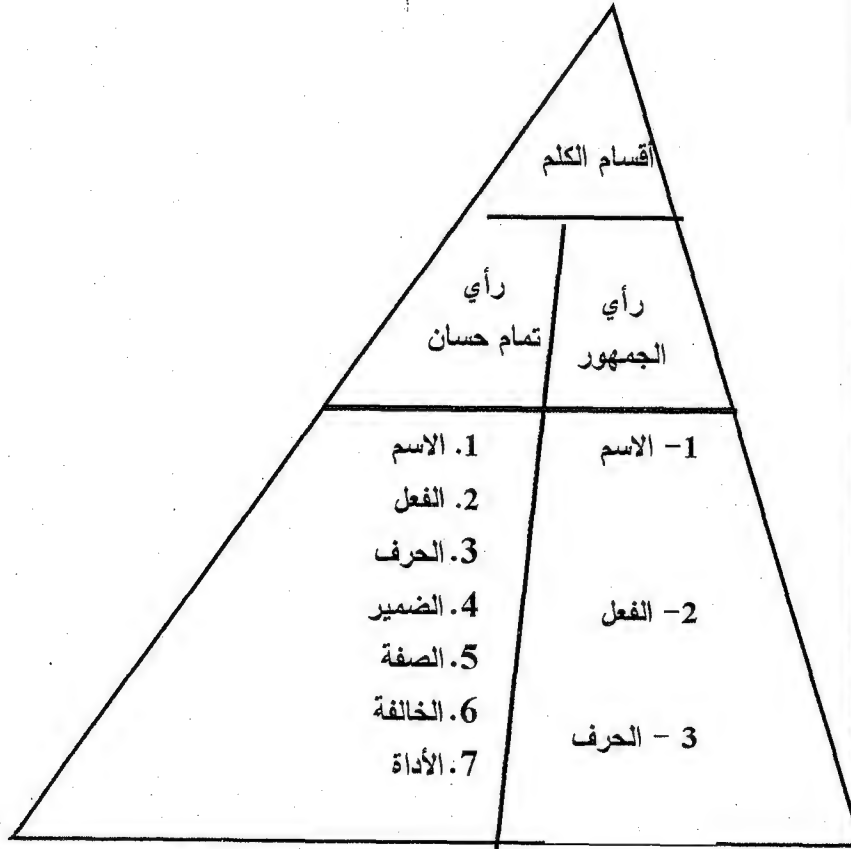 أقسام الكلم
رأي
الجمهور
رأي
تمام حسان
1- الاسم
2- الفعل
3 - الحرف
1. الاسم
2. الفعل
3. الحرف
4. الضمير
5. الصفة
6. الخالفة
7. الأداة